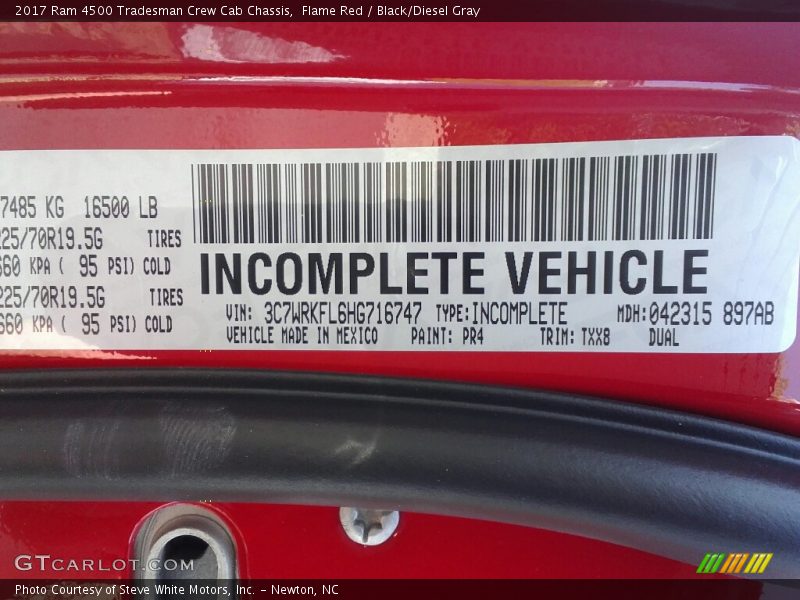 2017 Ram 4500 Tradesman Crew Cab Chassis, Flame Red / Black/Diesel Gray
7485 KG 16500 LB
225/70R19.5G TIRES
660 KPA ( 95 PSI) COLD
225/70R19.5G TIRES
660 KPA ( 95 PSI) COLD
INCOMPLETE VEHICLE
VIN: 3C7WRKFL6HG716747 TYPE:INCOMPLETE MDH:042315 897AB
VEHICLE MADE IN MEXICO PAINT: PR4 TRIM: TXX8 DUAL
GTCARLOT.COM
Photo Courtesy of Steve White Motors, Inc. – Newton, NC